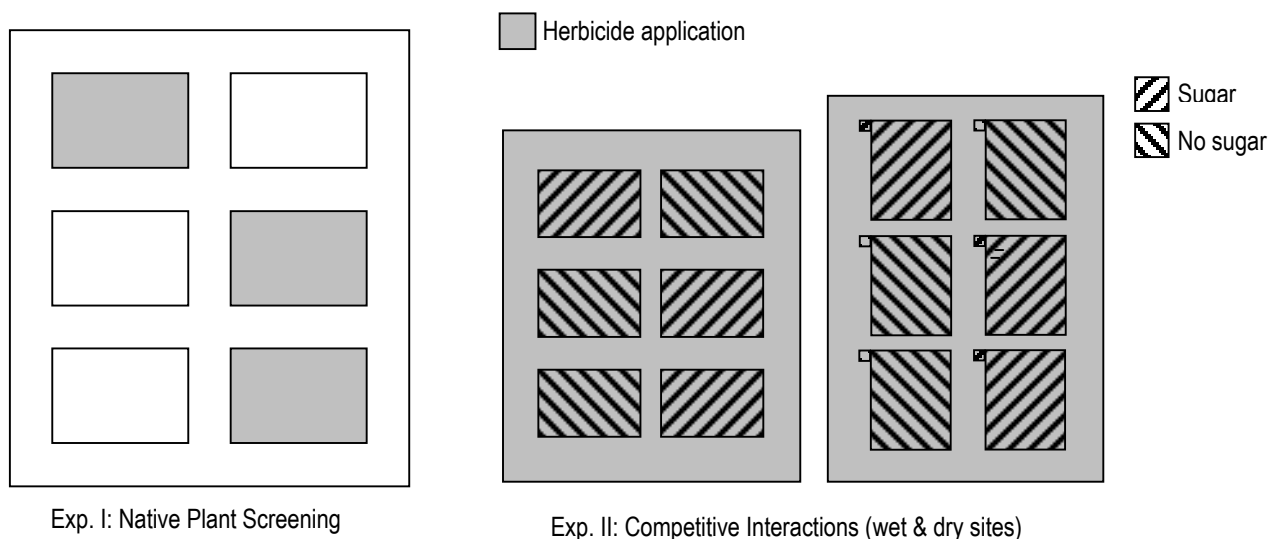 Herbicide application
Sugar
No sugar
Exp. I: Native Plant Screening
Exp. II: Competitive Interactions (wet & dry sites)